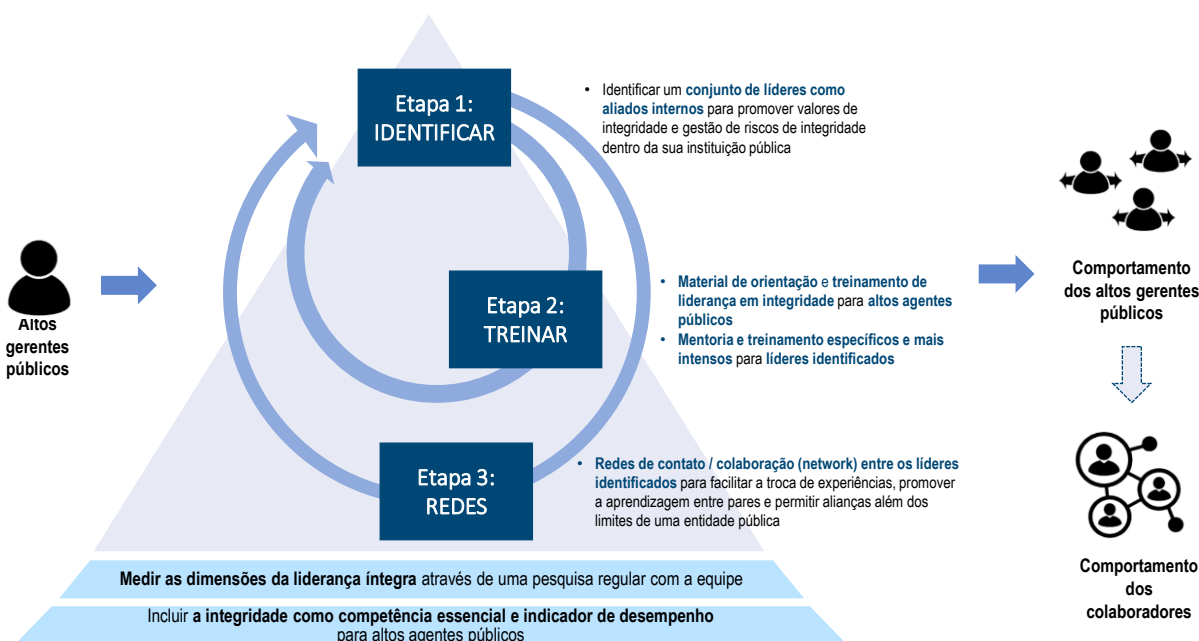 Etapa 1:
IDENTIFICAR
• Identificar um conjunto de líderes como
aliados internos para promover valores de
integridade e gestão de riscos de integridade
dentro da sua instituição pública
Altos
gerentes
públicos
Etapa 2:
TREINAR
• Material de orientação e treinamento de
liderança em integridade para altos agentes
públicos
• Mentoria e treinamento específicos e mais
intensos para líderes identificados
Comportamento
dos altos gerentes
públicos
Etapa 3:
REDES
• Redes de contato / colaboração (network) entre os líderes
identificados para facilitar a troca de experiências, promover
a aprendizagem entre pares e permitir alianças além dos
limites de uma entidade pública
Comportamento
dos
colaboradores
Medir as dimensões da liderança íntegra através de uma pesquisa regular com a equipe
Incluir a integridade como competência essencial e indicador de desempenho
para altos agentes públicos